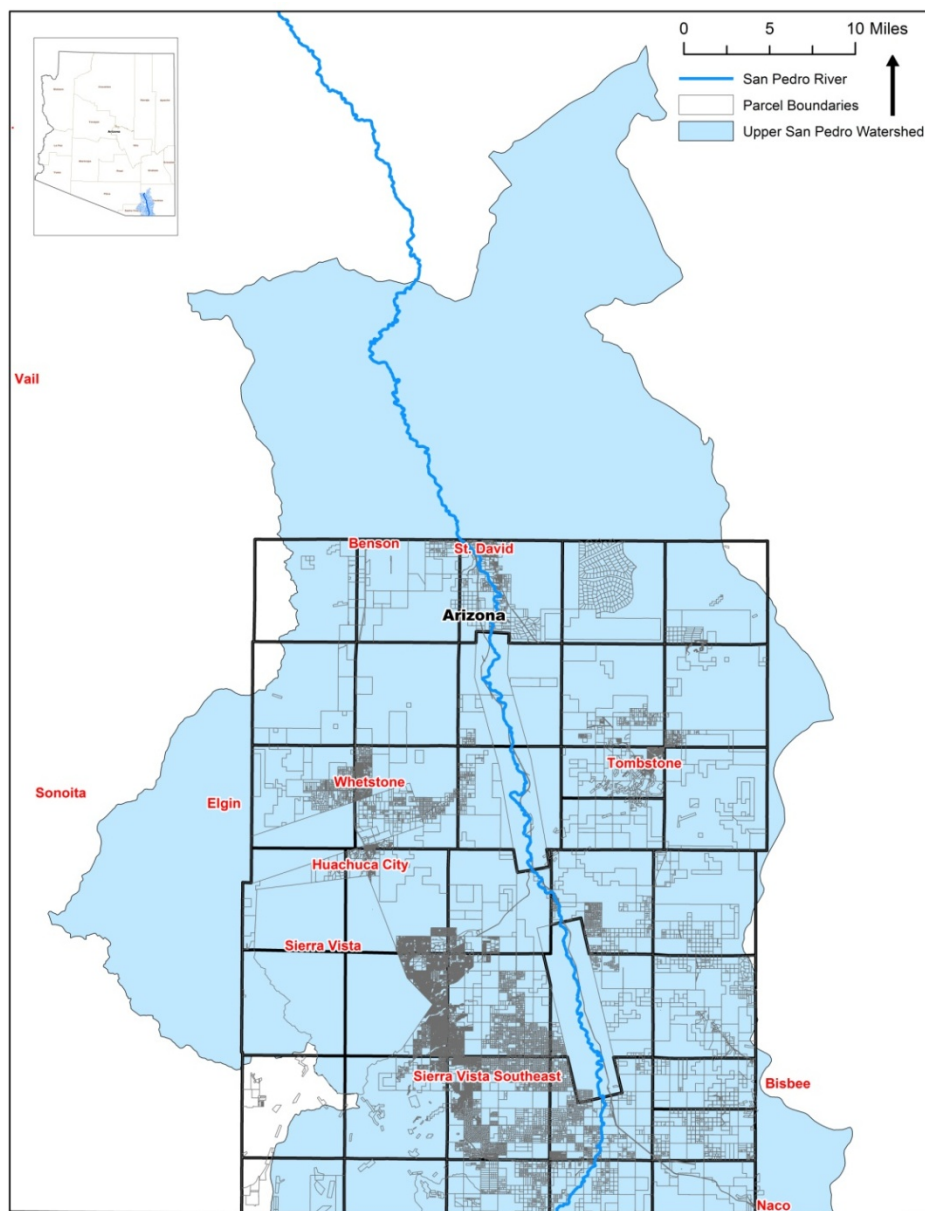 0 5 10 Miles
San Pedro River
Parcel Boundaries
Upper San Pedro Watershed
Vail
Benson
St. David
Arizona
Tombstone
Whetstone
Sonoita
Elgin
Huachuca City
Sierra Vista
Sierra Vista Southeast
Bisbee
Naco